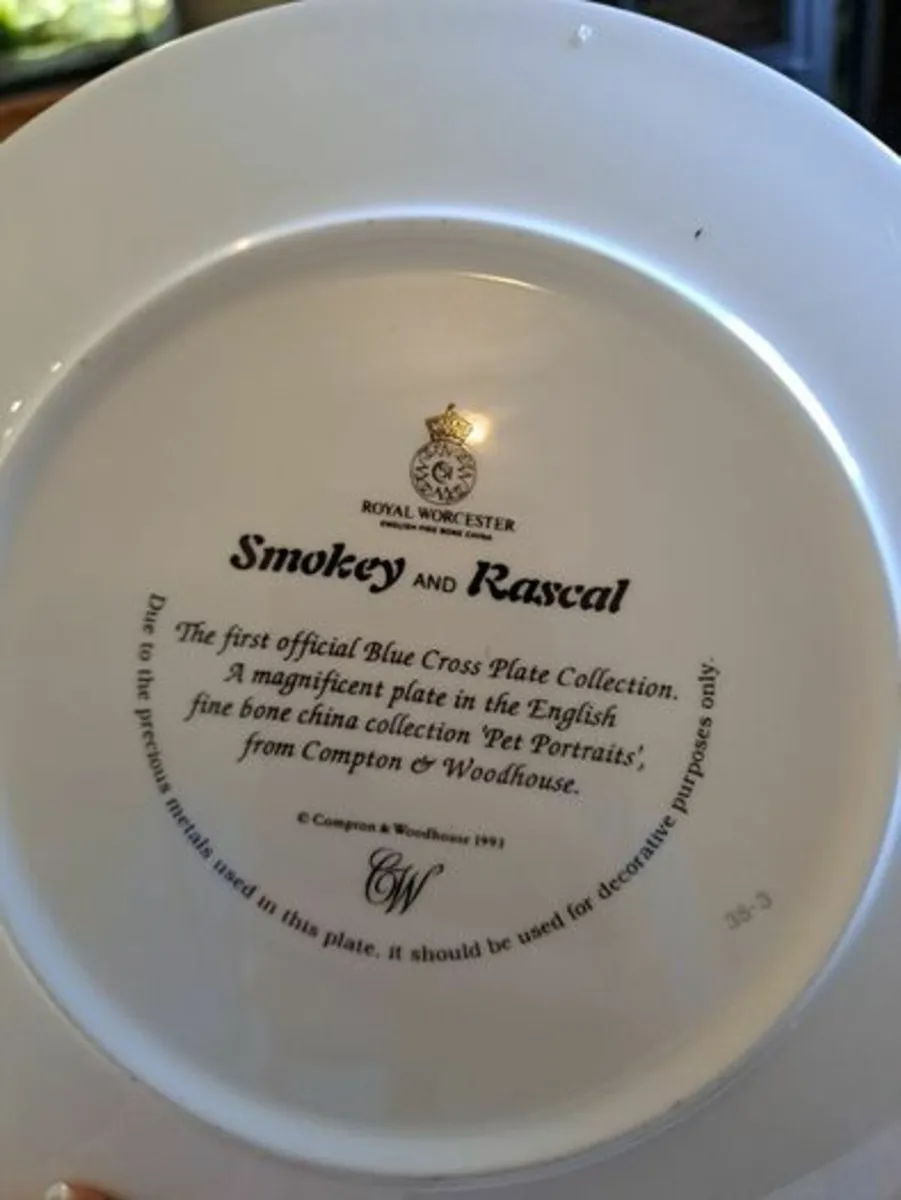 ROYAL WORCESTER
ENGLISH FINE BONE CHINA
Smokey AND Rascal
The first official Blue Cross Plate Collection.
A magnificent plate in the English
fine bone china collection 'Pet Portraits',
from Compton & Woodhouse.
© Compton & Woodhouse 1993
CW
Due to the precious metals used in this plate, it should be used for decorative purposes only.
38-3